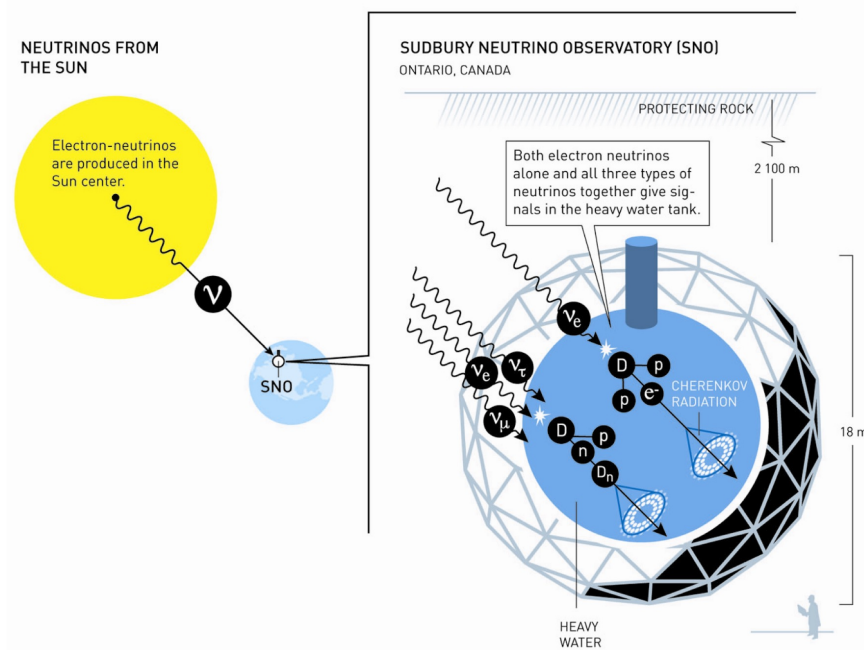 NEUTRINOS FROM
THE SUN
Electron-neutrinos
are produced in the
Sun center.
ν
SNO
SUDBURY NEUTRINO OBSERVATORY (SNO)
ONTARIO, CANADA
PROTECTING ROCK
2 100 m
Both electron neutrinos
alone and all three types of
neutrinos together give sig-
nals in the heavy water tank.
νe
D
p
p
e-
CHERENKOV
RADIATION
ντ
νe
νμ
D
p
n
Dn
18 m
HEAVY
WATER